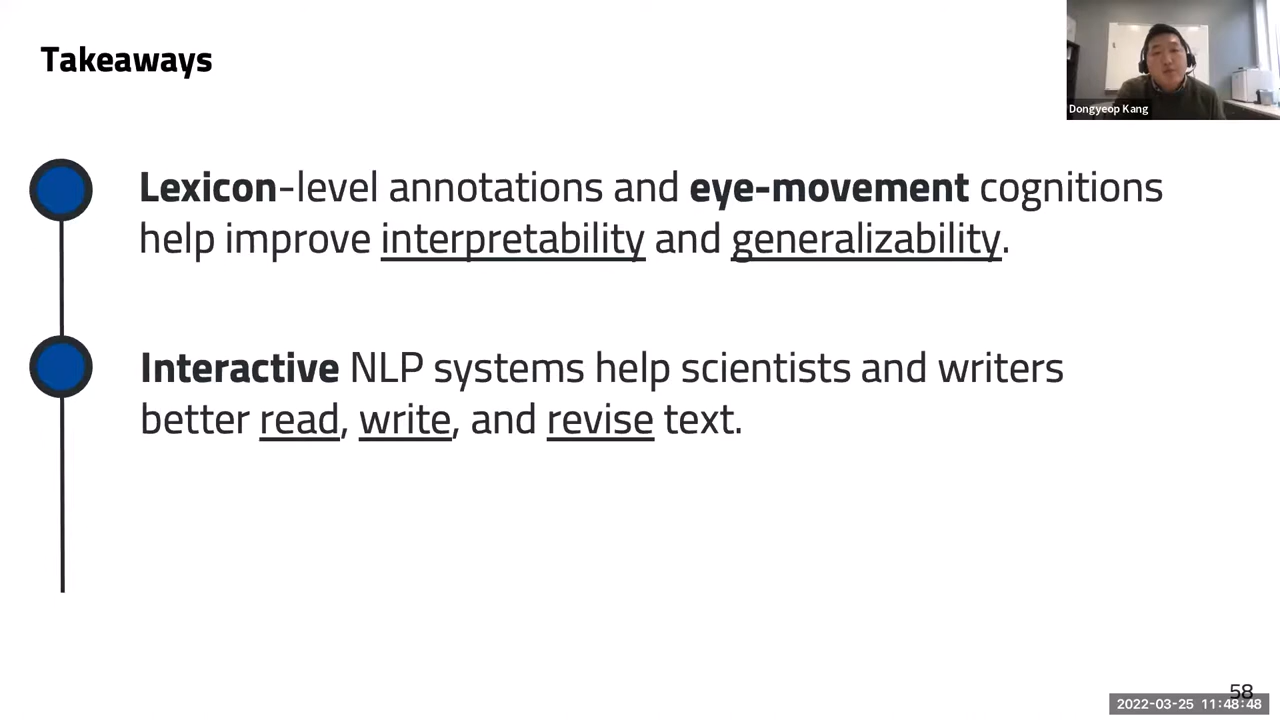 Takeaways
Dongyeop Kang
Lexicon-level annotations and eye-movement cognitions
help improve interpretability and generalizability.
Interactive NLP systems help scientists and writers
better read, write, and revise text.
58
2022-03-25 11:48:48